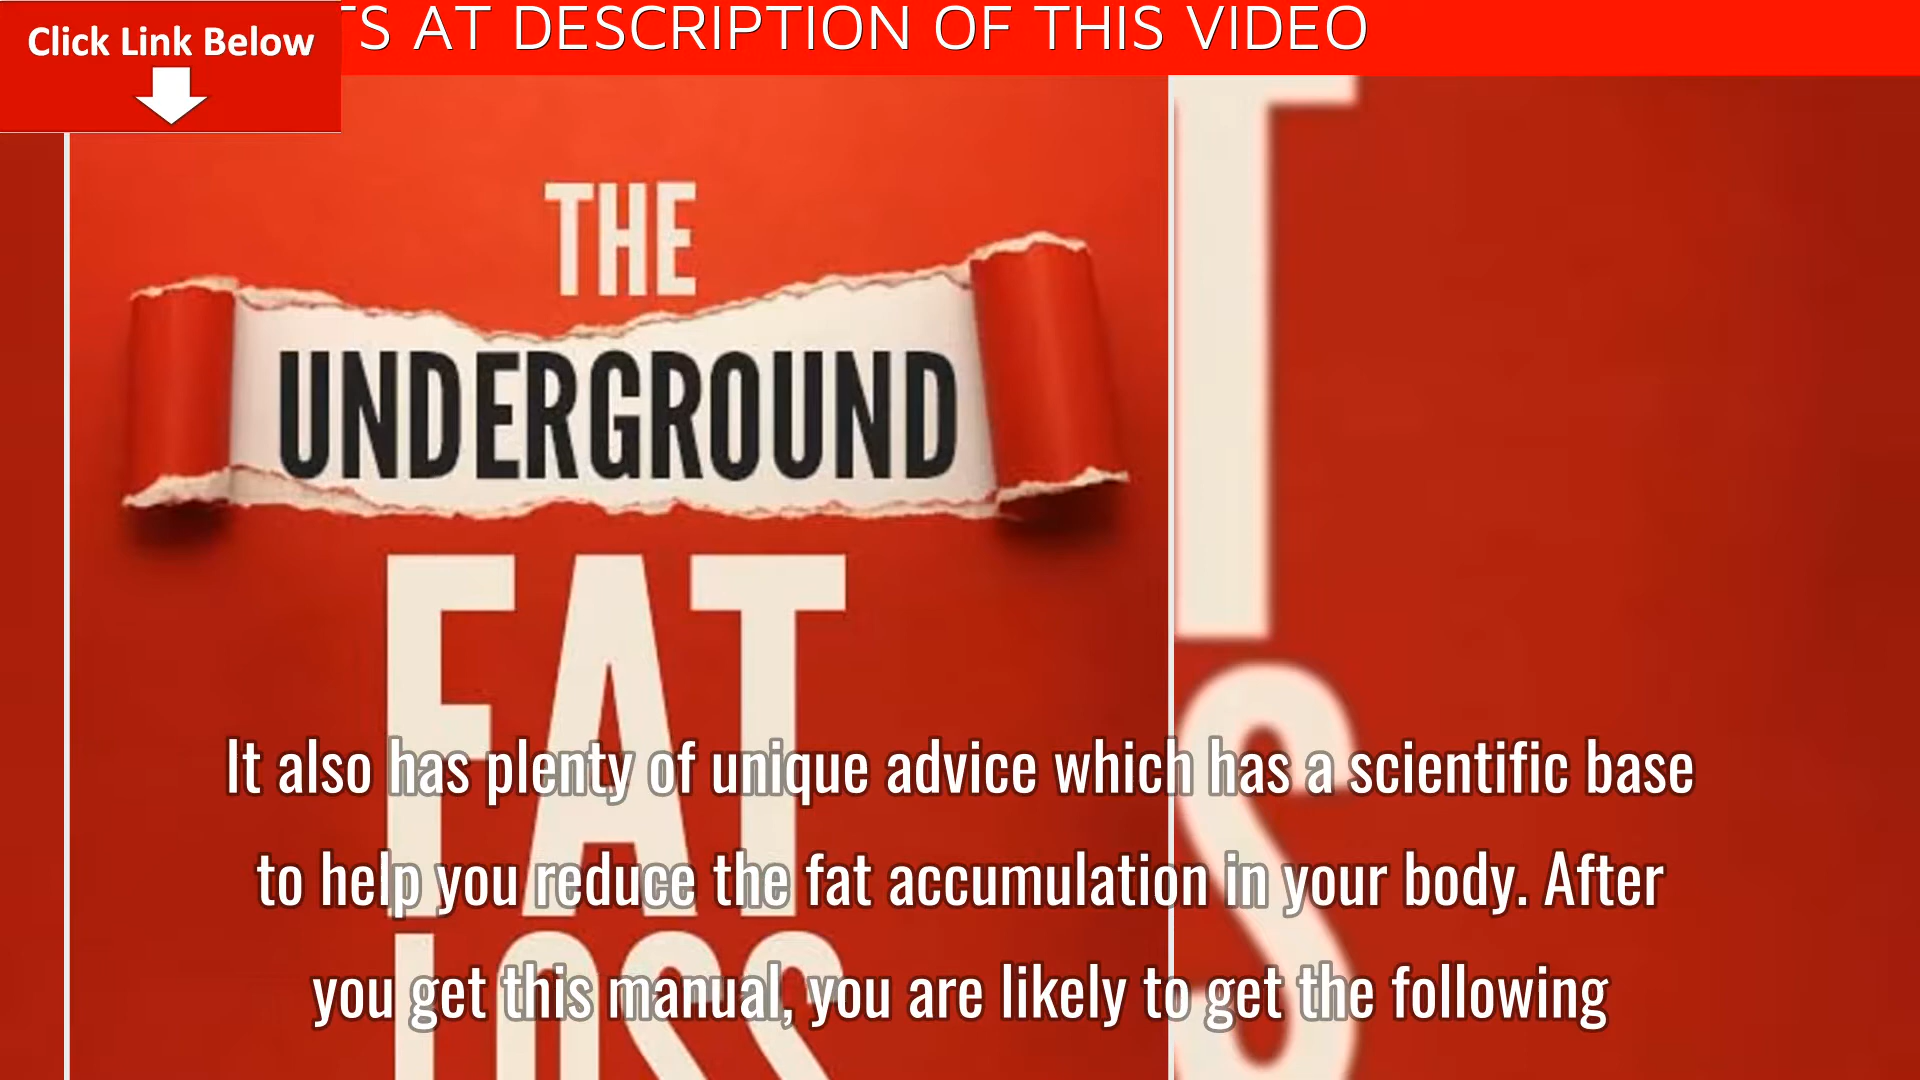 TS AT DESCRIPTION OF THIS VIDEO
Click Link Below
THE
UNDERGROUND
FAT
LOSS
It also has plenty of unique advice which has a scientific base
to help you reduce the fat accumulation in your body. After
you get this manual, you are likely to get the following
T
S